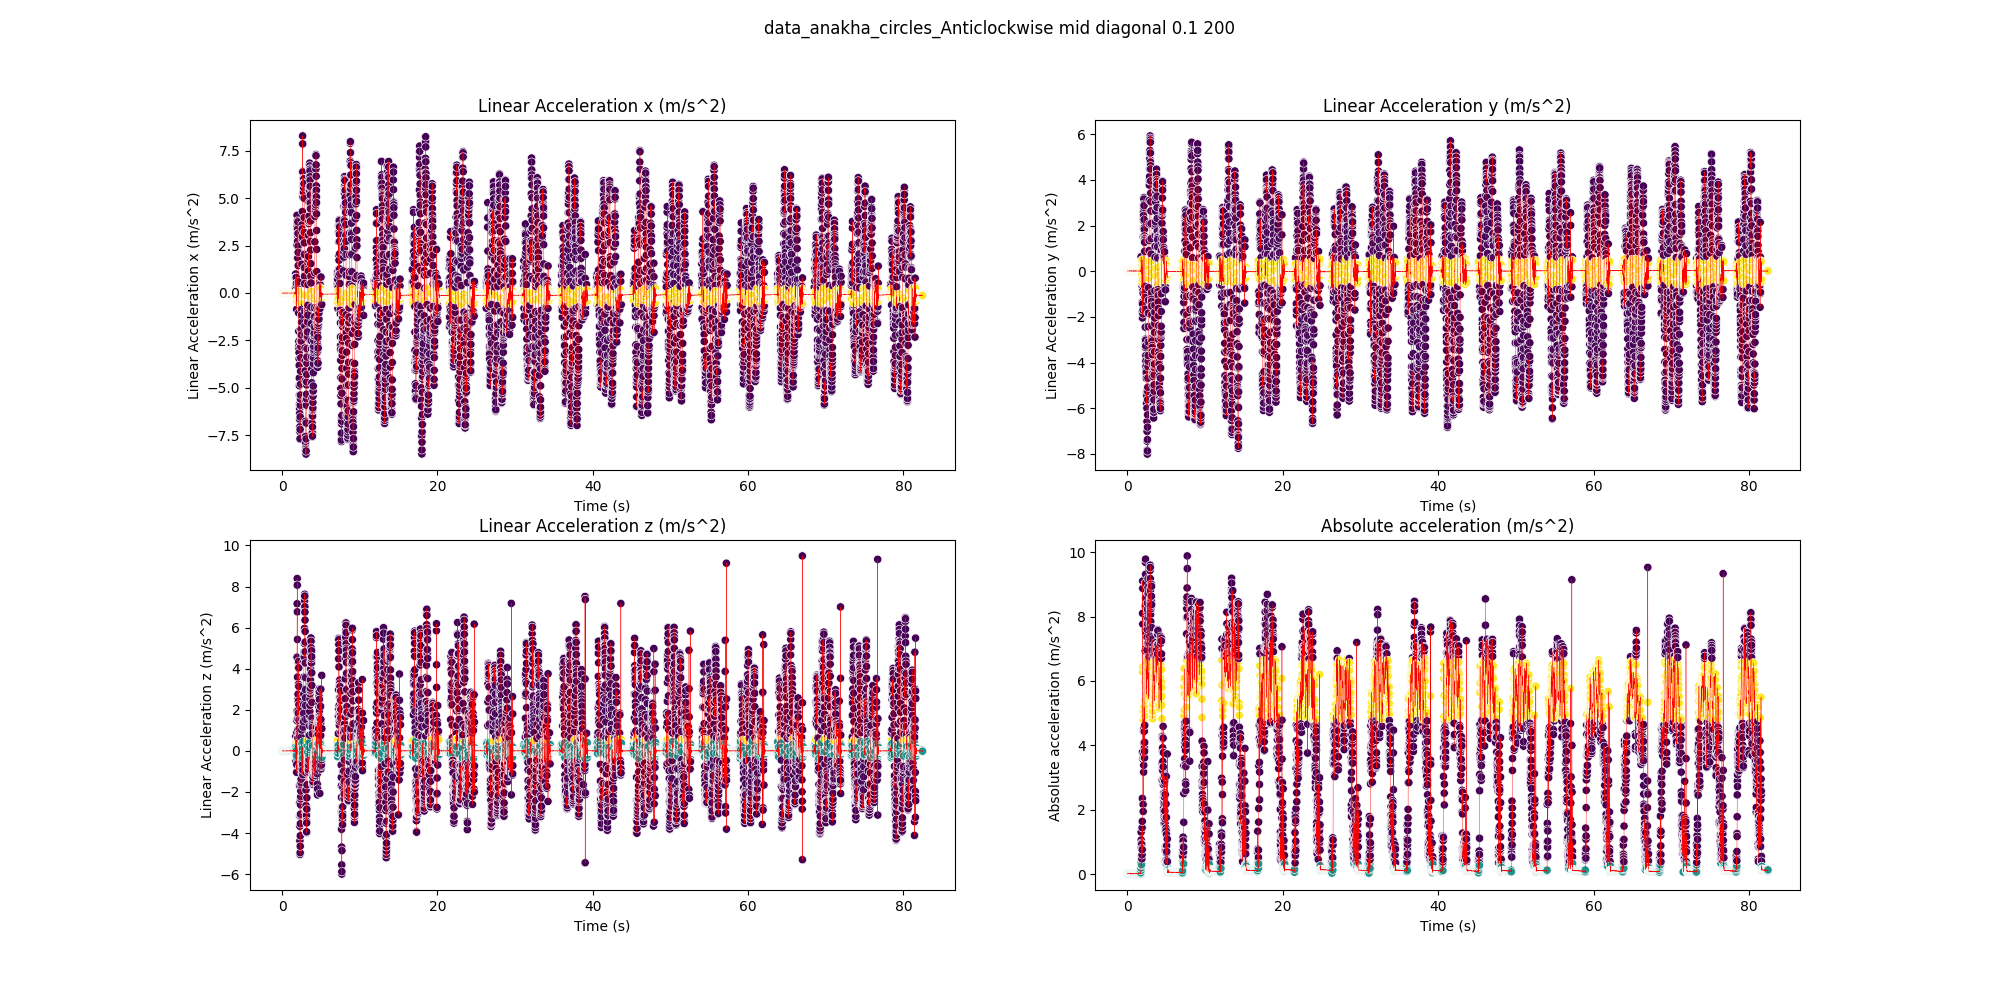 data_anakha_circles_Anticlockwise mid diagonal 0.1 200
Linear Acceleration x (m/s^2)
Linear Acceleration x (m/s^2)
7.5
5.0
2.5
0.0
−2.5
−5.0
−7.5
0 20 40 60 80
Time (s)
Linear Acceleration y (m/s^2)
Linear Acceleration y (m/s^2)
6
4
2
0
−2
−4
−6
−8
0 20 40 60 80
Time (s)
Linear Acceleration z (m/s^2)
Linear Acceleration z (m/s^2)
10
8
6
4
2
0
−2
−4
−6
0 20 40 60 80
Time (s)
Absolute acceleration (m/s^2)
Absolute acceleration (m/s^2)
10
8
6
4
2
0
0 20 40 60 80
Time (s)